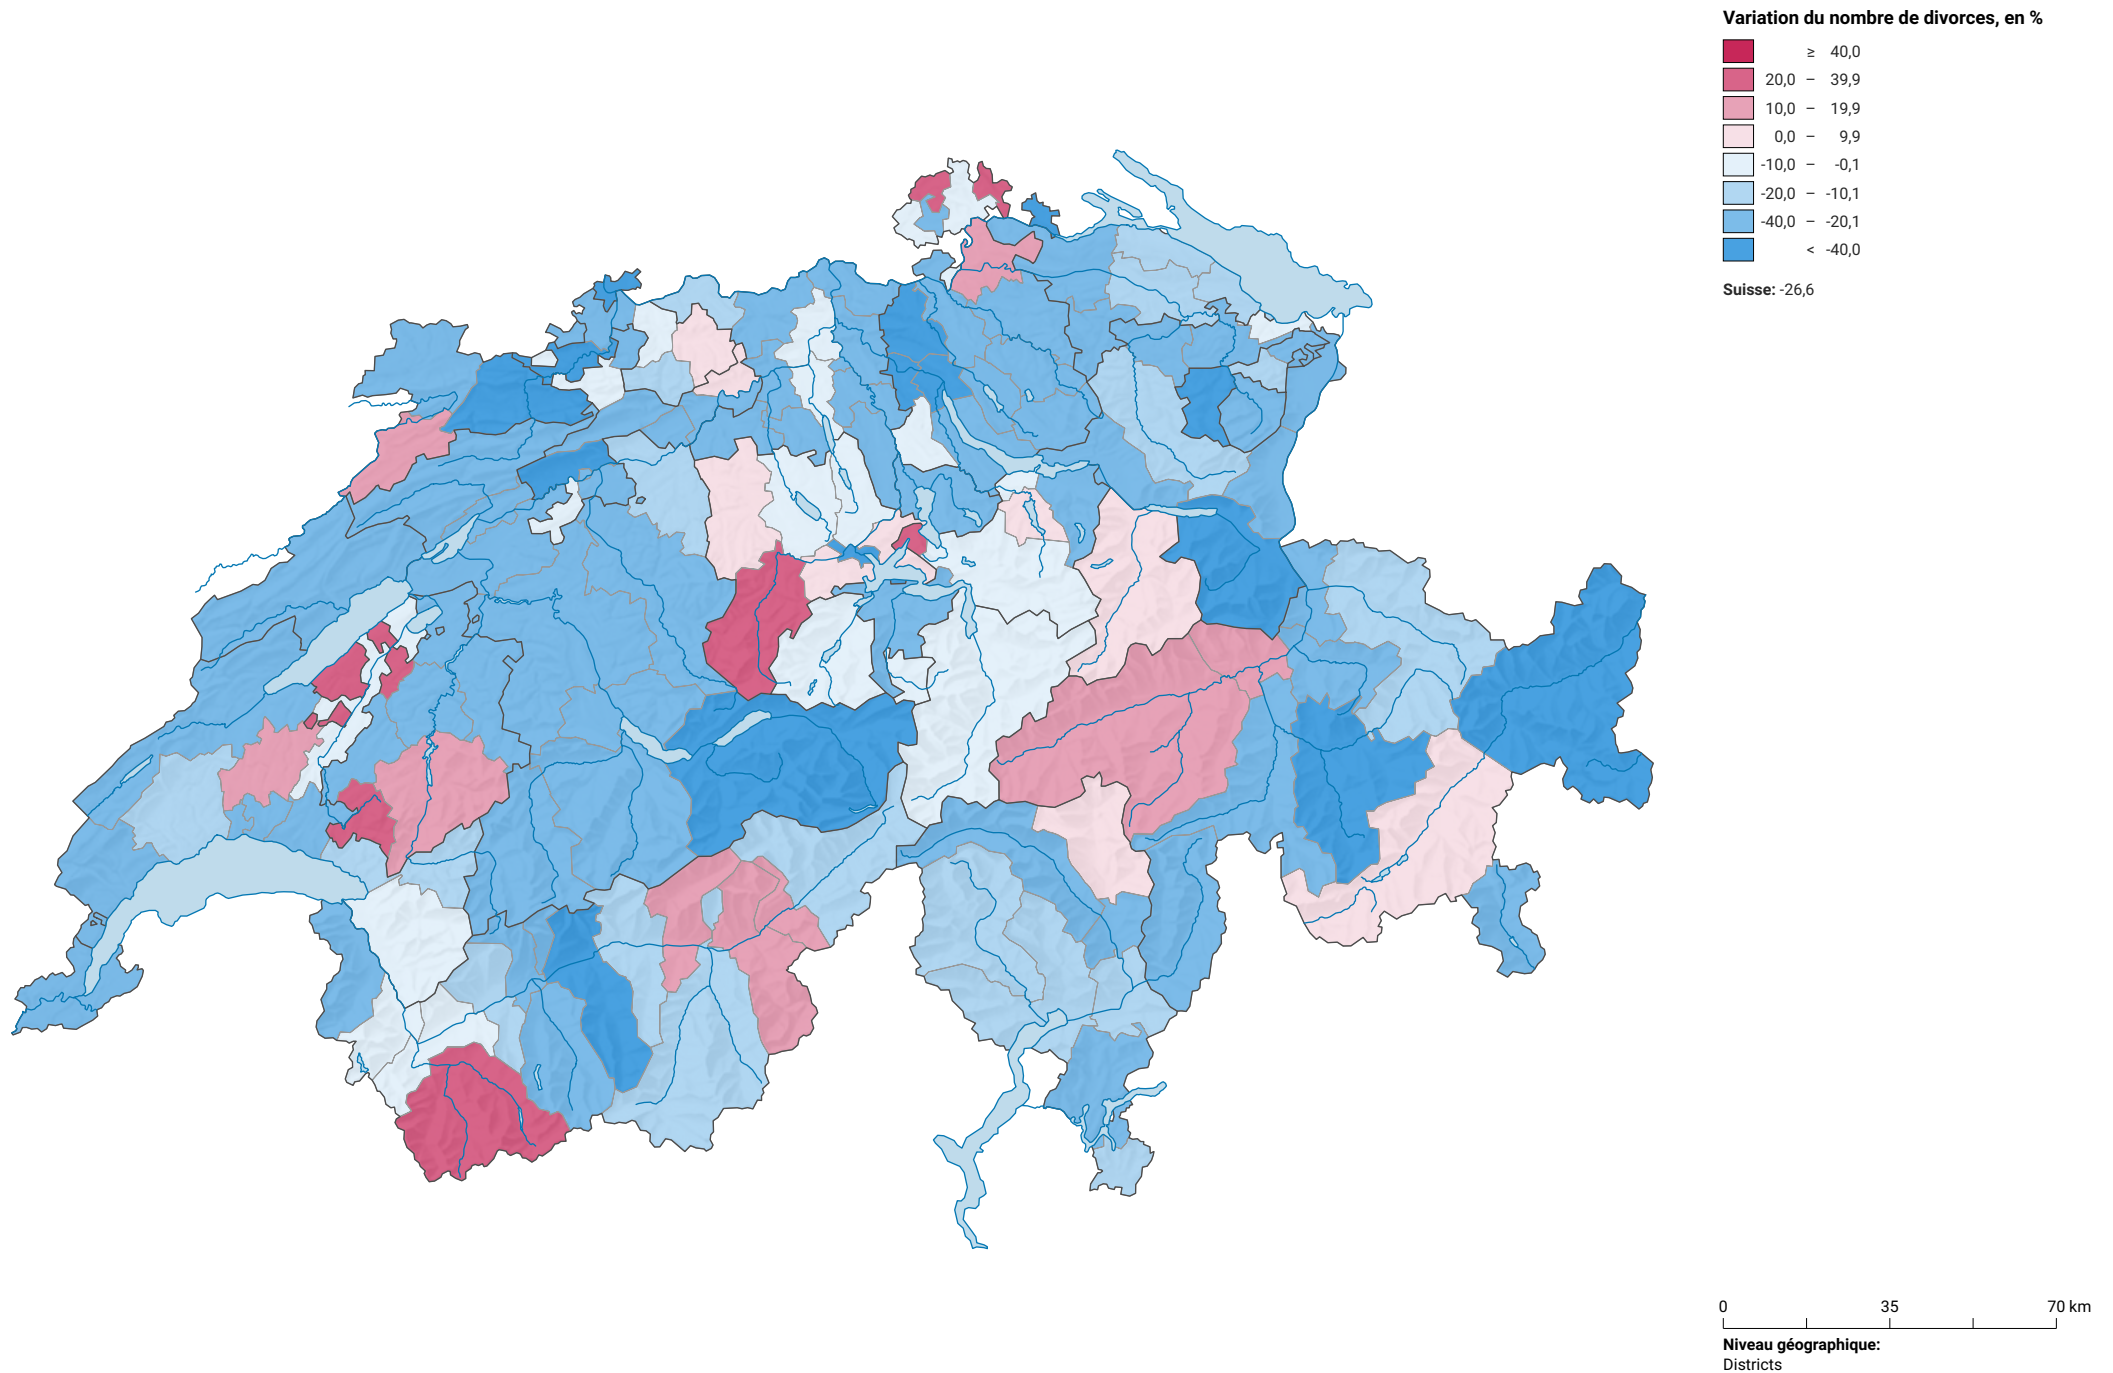 Variation du nombre de divorces, en %
≥ 40,0
20,0 – 39,9
10,0 – 19,9
0,0 – 9,9
-10,0 – -0,1
-20,0 – -10,1
-40,0 – -20,1
< -40,0
Suisse: -26,6
0 35 70 km
Niveau géographique:
Districts